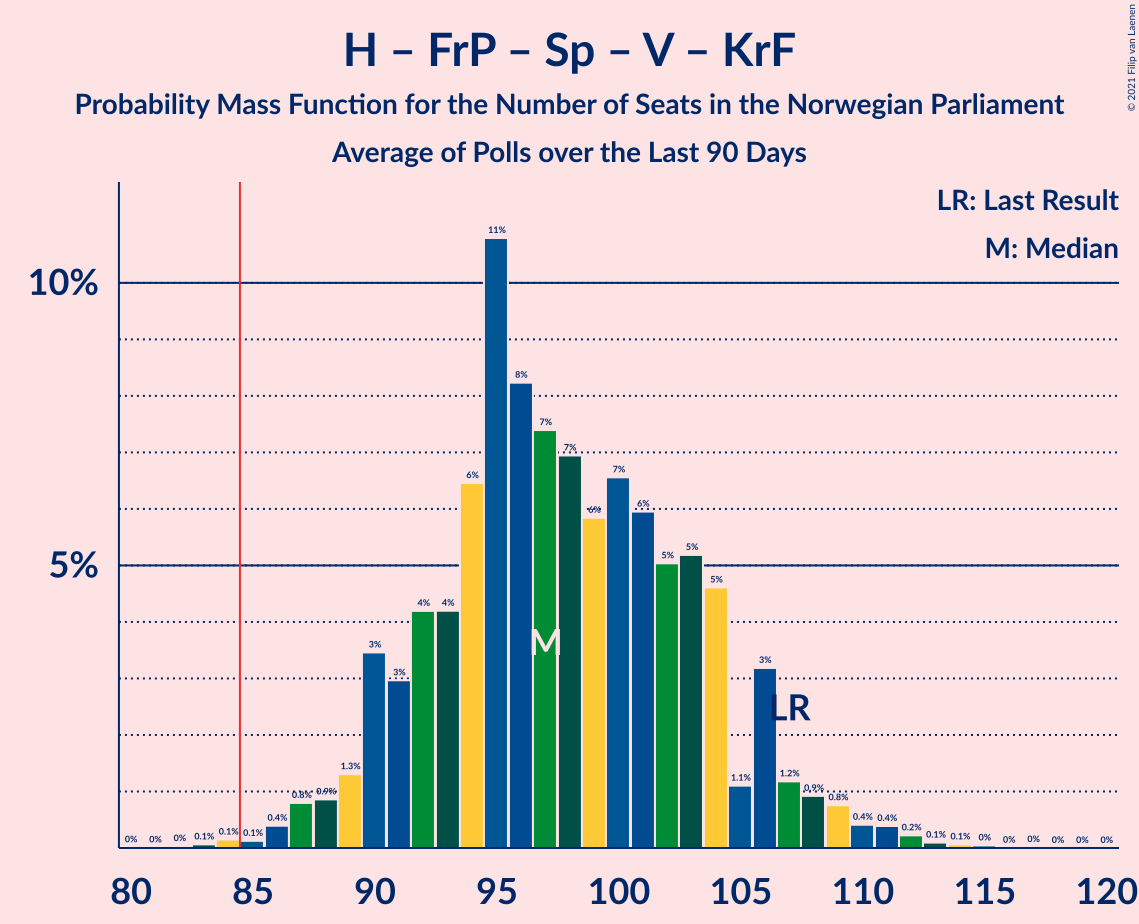 H – FrP – Sp – V – KrF
Probability Mass Function for the Number of Seats in the Norwegian Parliament
Average of Polls over the Last 90 Days
© 2021 Filip van Laenen
LR: Last Result
M: Median
10%
5%
0% 0% 0% 0.1% 0.1% 0.1% 0.4% 0.8% 0.9% 1.3% 3% 3% 4% 4% 6% 11% 8% 7% 7% 6% 7% 6% 5% 5% 5% 1.1% 3% 1.2% 0.9% 0.8% 0.4% 0.4% 0.2% 0.1% 0.1% 0% 0% 0% 0% 0% 0%
M
LR
80 85 90 95 100 105 110 115 120